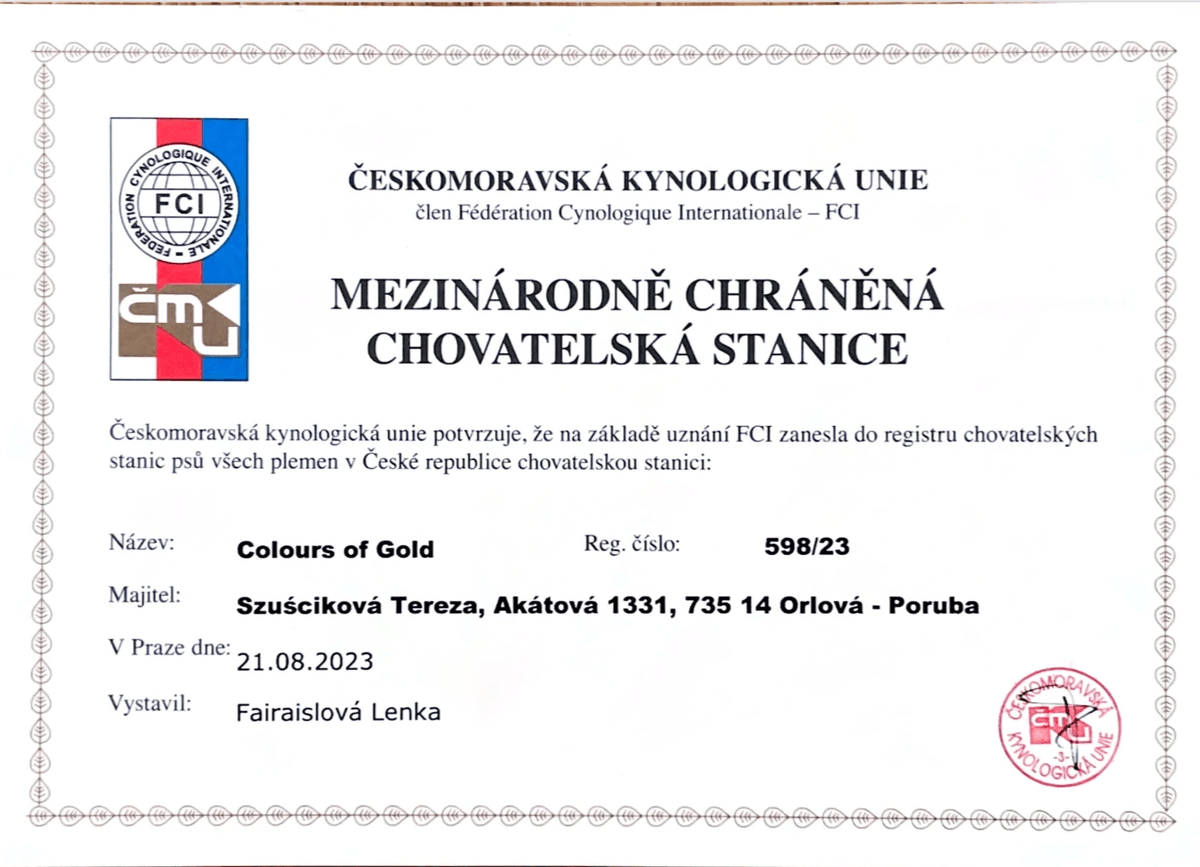 FEDERATION CYNOLOGIQUE INTERNATIONALE –
FCI
ČMKU
ČESKOMORAVSKÁ KYNOLOGICKÁ UNIE
člen Fédération Cynologique Internationale – FCI
MEZINÁRODNĚ CHRÁNĚNÁ
CHOVATELSKÁ STANICE
Českomoravská kynologická unie potvrzuje, že na základě uznání FCI zanesla do registru chovatelských
stanic psů všech plemen v České republice chovatelskou stanici:
Název: Colours of Gold Reg. číslo: 598/23
Majitel: Szuściková Tereza, Akátová 1331, 735 14 Orlová - Poruba
V Praze dne: 21.08.2023
Vystavil: Fairaislová Lenka
ČESKOMORAVSKÁ
ČMKU
-3-
KYNOLOGICKÁ UNIE